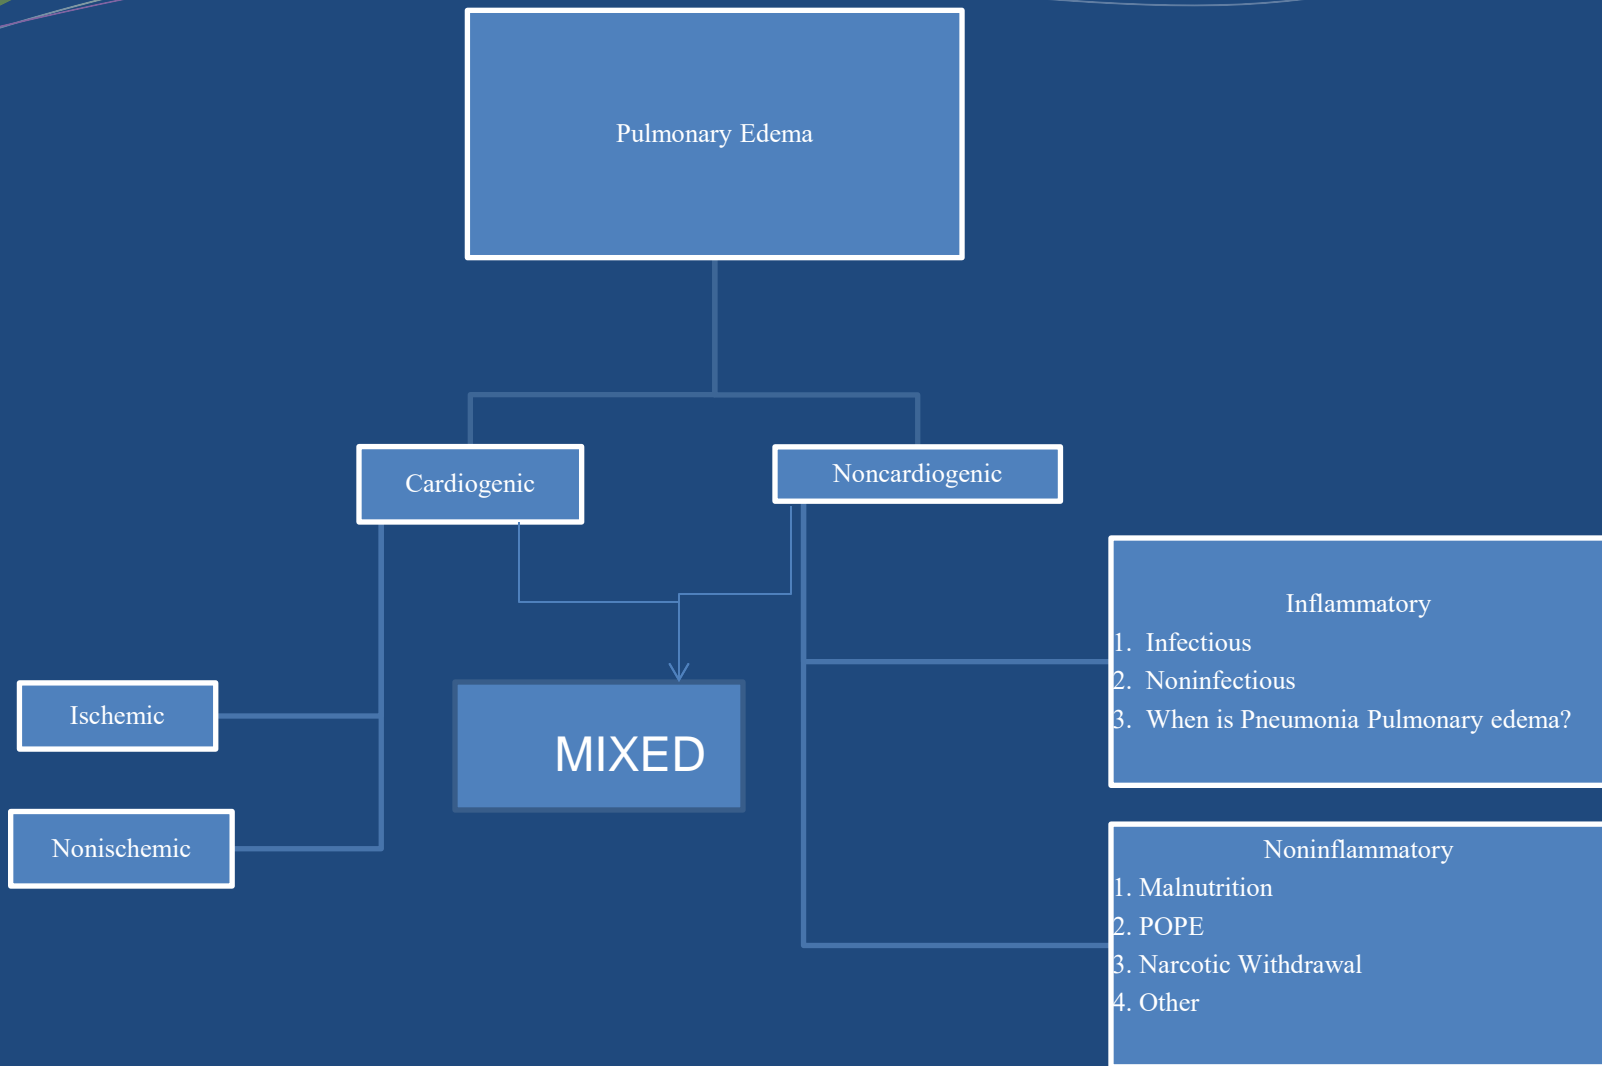 Pulmonary Edema
Cardiogenic
Noncardiogenic
Ischemic
Nonischemic
MIXED
Inflammatory
1. Infectious
2. Noninfectious
3. When is Pneumonia Pulmonary edema?
Noninflammatory
1. Malnutrition
2. POPE
3. Narcotic Withdrawal
4. Other